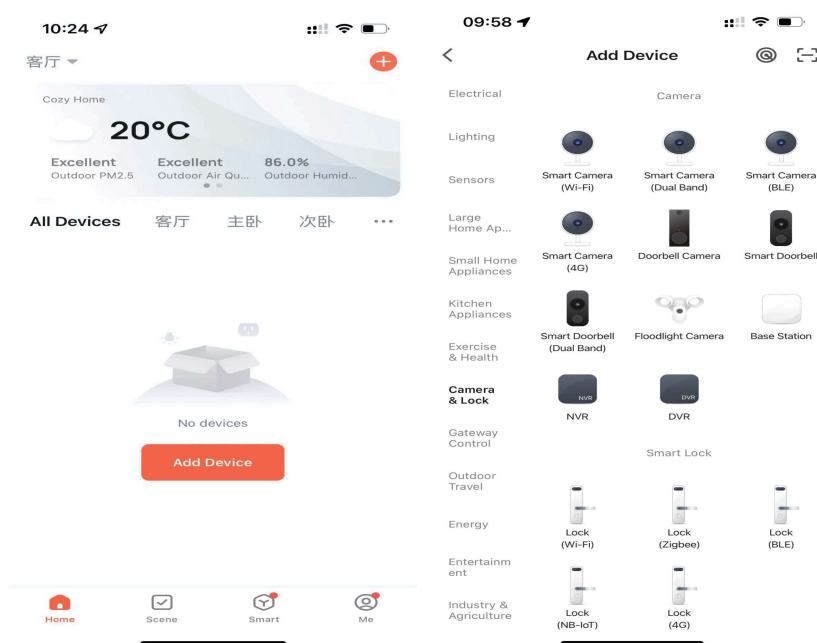 10:24
客厅
Cozy Home
20°C
Excellent Excellent 86.0%
Outdoor PM2.5 Outdoor Air Qu... Outdoor Humid...
All Devices 客厅 主卧 次卧 ...
No devices
Add Device
Home Scene Smart Me
09:58
Add Device
Electrical
Lighting
Sensors
Large
Home Ap...
Small Home
Appliances
Kitchen
Appliances
Exercise
& Health
Camera
& Lock
Gateway
Control
Outdoor
Travel
Energy
Entertainm
ent
Industry &
Agriculture
Camera
Smart Camera Smart Camera Smart Camera
(Wi-Fi) (Dual Band) (BLE)
Smart Camera Doorbell Camera Smart Doorbell
(4G)
Smart Doorbell Floodlight Camera Base Station
(Dual Band)
NVR DVR
NVR DVR
Smart Lock
Lock Lock Lock
(Wi-Fi) (Zigbee) (BLE)
Lock Lock
(NB-IoT) (4G)